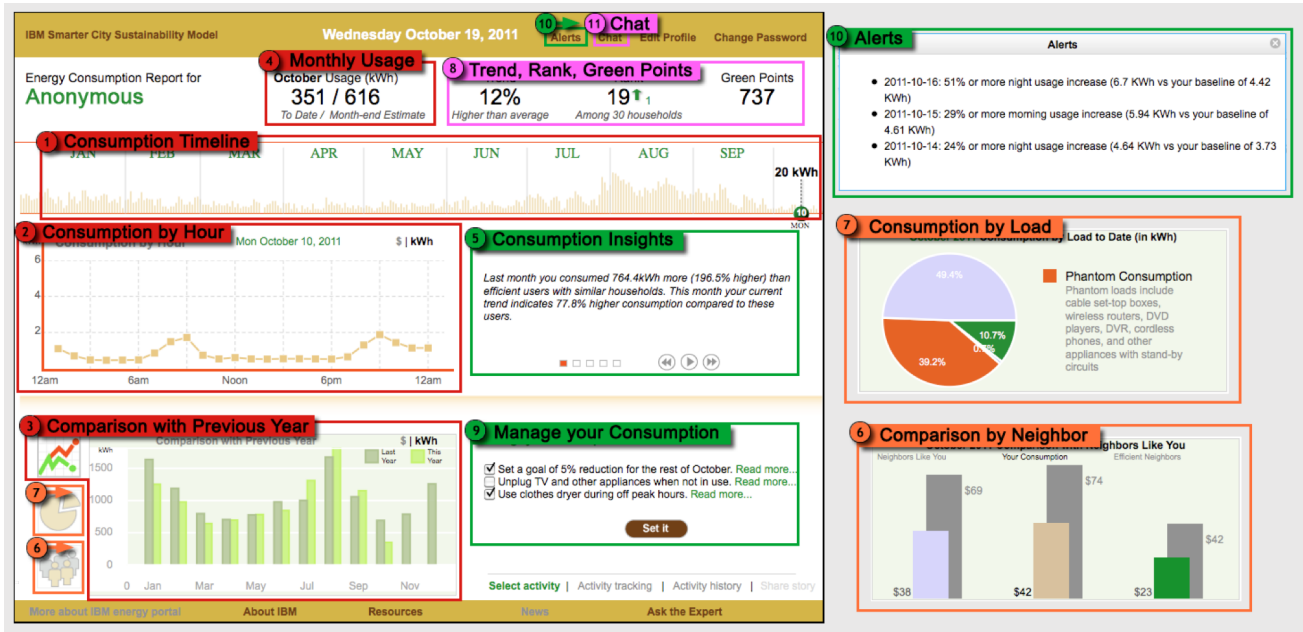 IBM Smarter City Sustainability Model
Wednesday October 19, 2011
10
11 Chat
Alerts
Chat
Edit Profile
Change Password
Energy Consumption Report for
Anonymous
4 Monthly Usage
October Usage (kWh)
351 / 616
To Date / Month-end Estimate
8 Trend, Rank, Green Points
Green Points
12%
19 1
737
Higher than average
Among 30 households
1 Consumption Timeline
JAN FEB MAR APR MAY JUN JUL AUG SEP
20 kWh
10
MON
2 Consumption by Hour
Consumption by Hour
Mon October 10, 2011
$ | kWh
6
4
2
12am 6am Noon 6pm 12am
5 Consumption Insights
Last month you consumed 764.4kWh more (196.5% higher) than
efficient users with similar households. This month your current
trend indicates 77.8% higher consumption compared to these
users.
3 Comparison with Previous Year
Comparison with Previous Year
$ | kWh
kWh
Last
Year
This
Year
1500
1000
500
0
0 Jan Mar May Jul Sep Nov
7
6
9 Manage your Consumption
Set a goal of 5% reduction for the rest of October. Read more...
Unplug TV and other appliances when not in use. Read more...
Use clothes dryer during off peak hours. Read more...
Set it
Select activity | Activity tracking | Activity history | Share story
More about IBM energy portal
About IBM
Resources
News
Ask the Expert
10 Alerts
Alerts
2011-10-16: 51% or more night usage increase (6.7 KWh vs your baseline of 4.42
KWh)
2011-10-15: 29% or more morning usage increase (5.94 KWh vs your baseline of
4.61 KWh)
2011-10-14: 24% or more night usage increase (4.64 KWh vs your baseline of 3.73
KWh)
7 Consumption by Load
October 2011 Consumption by Load to Date (in kWh)
49.4%
10.7%
39.2%
Phantom Consumption
Phantom loads include
cable set-top boxes,
wireless routers, DVD
players, DVR, cordless
phones, and other
appliances with stand-by
circuits
6 Comparison by Neighbor
October 2011 Comparison with Neighbors Like You
Neighbors Like You
Your Consumption
Efficient Neighbors
$69
$74
$42
$38
$42
$23